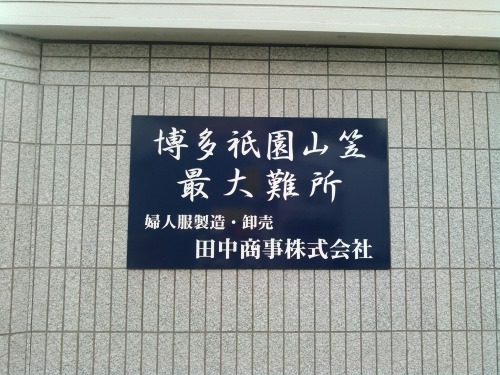 博多祇園山笠
最大難所
婦人服製造・卸売
田中商事株式会社